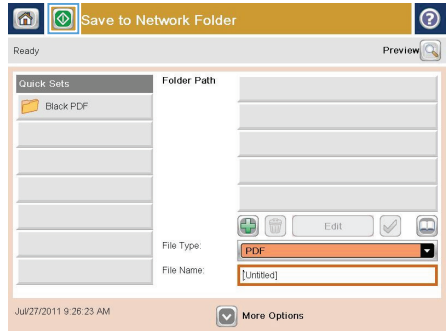 Save to Network Folder
Ready
Preview
Quick Sets
Black PDF
Folder Path
Edit
File Type:
PDF
File Name:
[Untitled]
Jul/27/2011 9:26:23 AM
More Options